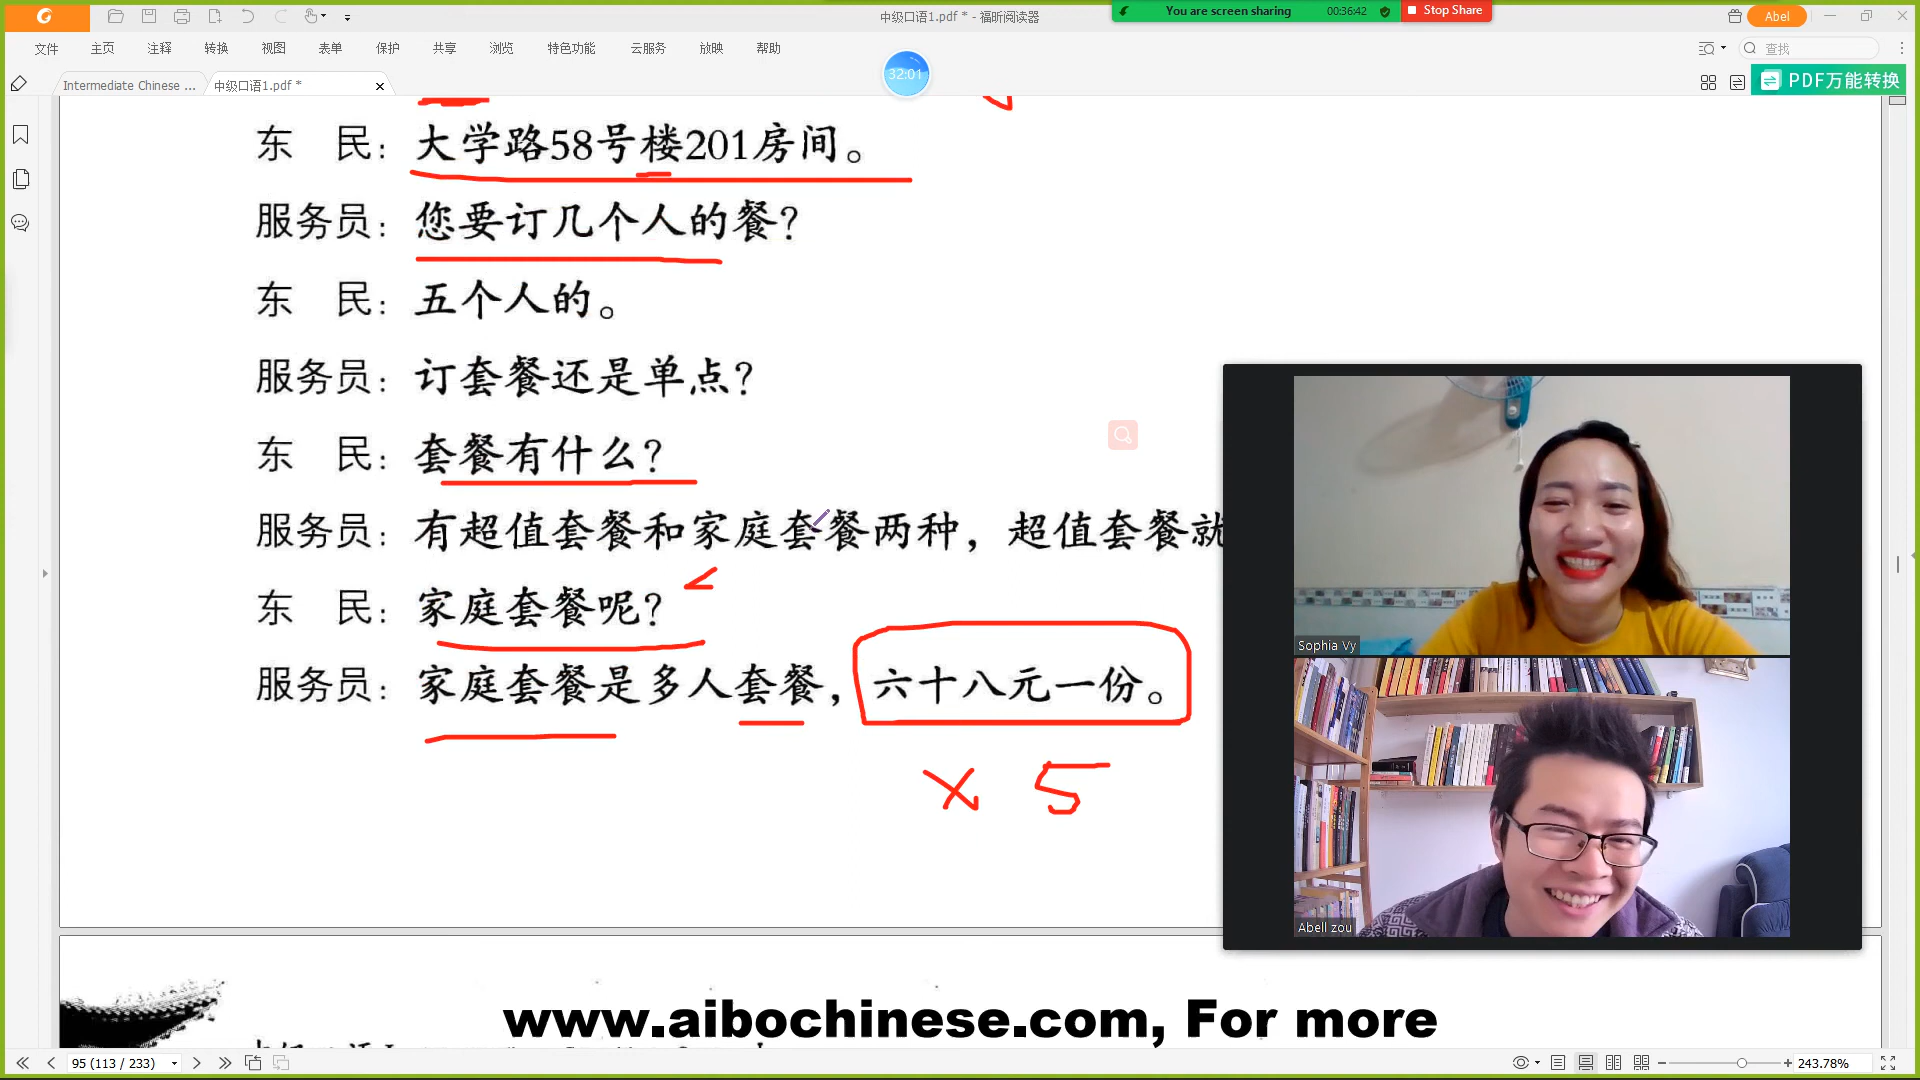 中级口语1.pdf * - 福昕阅读器
You are screen sharing 00:36:42 Stop Share
Abel
文件 主页 注释 转换 视图 表单 保护 共享 浏览 特色功能 云服务 放映 帮助
查找
32:01
Intermediate Chinese ... 中级口语1.pdf *
PDF万能转换
东 民：大学路58号楼201房间。
服务员：您要订几个人的餐？
东 民：五个人的。
服务员：订套餐还是单点？
东 民：套餐有什么？
服务员：有超值套餐和家庭套餐两种，超值套餐就
东 民：家庭套餐呢？
服务员：家庭套餐是多人套餐，六十八元一份。
x 5
Sophia Vy
Abell zou
www.aibochinese.com, For more
95 (113 / 233)
243.78%